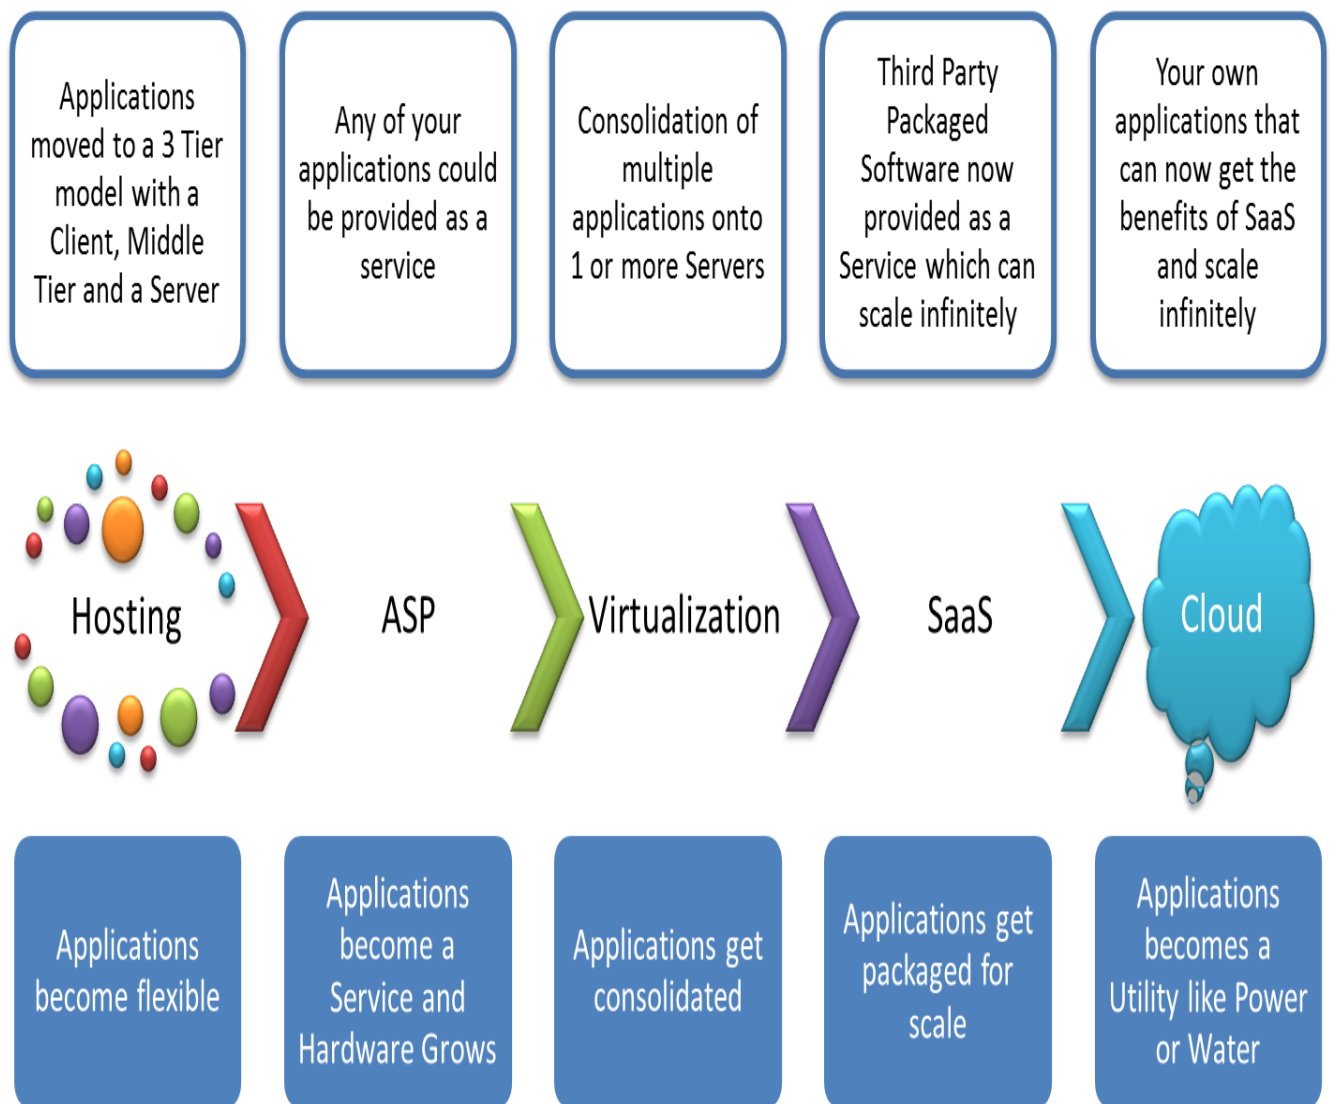 Applications
moved to a 3 Tier
model with a
Client, Middle
Tier and a Server
Any of your
applications could
be provided as a
service
Consolidation of
multiple
applications onto
1 or more Servers
Third Party
Packaged
Software now
provided as a
Service which can
scale infinitely
Your own
applications that
can now get the
benefits of SaaS
and scale
infinitely
Hosting
ASP
Virtualization
SaaS
Cloud
Applications
become flexible
Applications
become a
Service and
Hardware Grows
Applications get
consolidated
Applications get
packaged for
scale
Applications
becomes a
Utility like Power
or Water